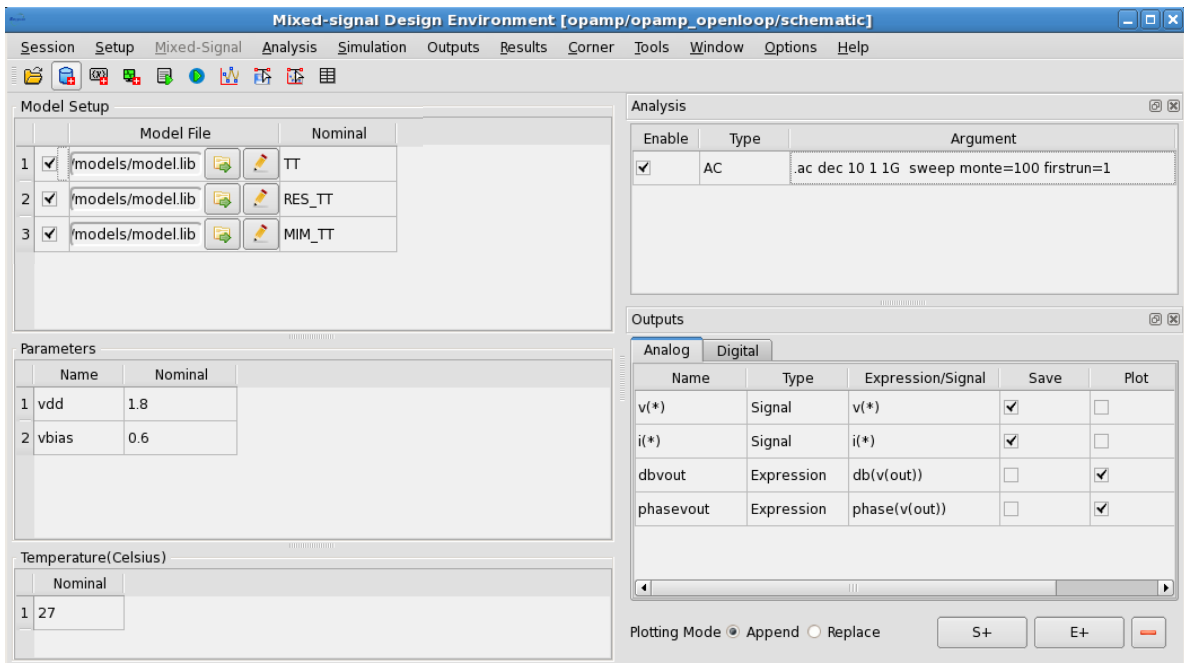 Mixed-signal Design Environment [opamp/opamp_openloop/schematic]
Session Setup Mixed-Signal Analysis Simulation Outputs Results Corner Tools Window Options Help
Model Setup
Model File Nominal
1 /models/model.lib TT
2 /models/model.lib RES_TT
3 /models/model.lib MIM_TT
Parameters
Name Nominal
1 vdd 1.8
2 vbias 0.6
Temperature(Celsius)
Nominal
1 27
Analysis
Enable Type Argument
AC .ac dec 10 1 1G sweep monte=100 firstrun=1
Outputs
Analog Digital
Name Type Expression/Signal Save Plot
v(*) Signal v(*)
i(*) Signal i(*)
dbvout Expression db(v(out))
phasevout Expression phase(v(out))
Plotting Mode Append Replace S+ E+